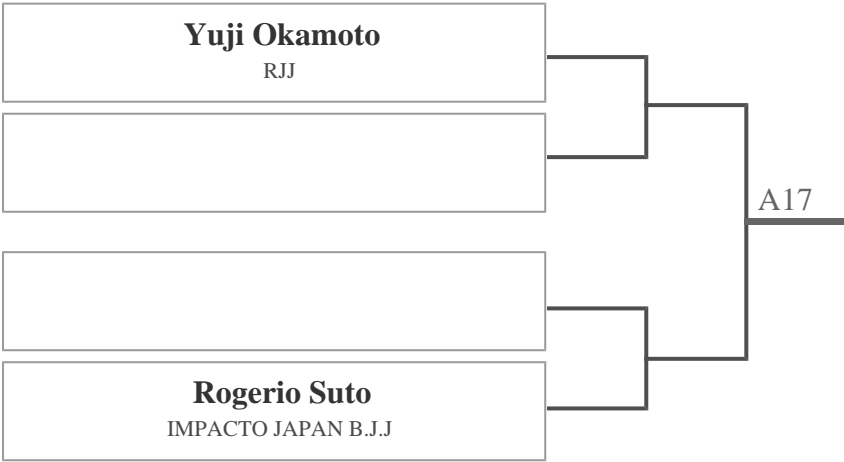 Yuji Okamoto
RJJ
A17
Rogerio Suto
IMPACTO JAPAN B.J.J